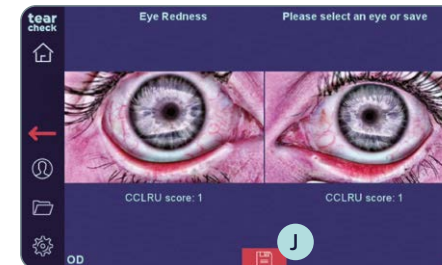 tear
check
Eye Redness
Please select an eye or save
CCLRU score: 1
CCLRU score: 1
J
OD